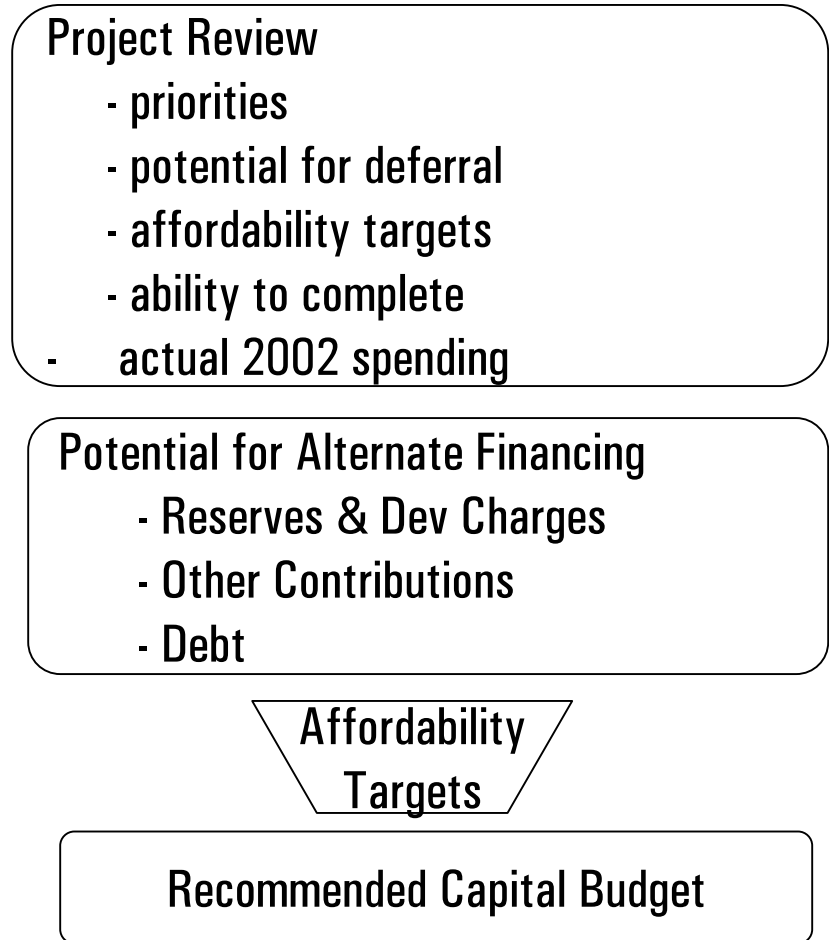 Project Review
- priorities
- potential for deferral
- affordability targets
- ability to complete
- actual 2002 spending
Potential for Alternate Financing
- Reserves & Dev Charges
- Other Contributions
- Debt
Affordability
Targets
Recommended Capital Budget